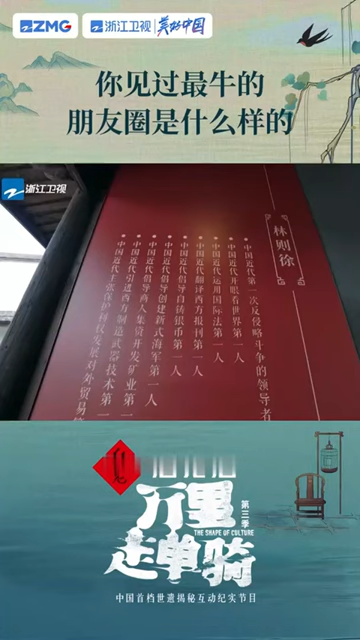 ZMG
浙江卫视
美好中国
你见过最牛的
朋友圈是什么样的
浙江卫视
林则徐
中国近代第一次反侵略斗争的领导者
中国近代开眼看世界第一人
中国近代运用国际法第一人
中国近代翻译西方报刊第一人
中国近代倡导自铸银币第一人
中国近代倡导创建新式海军第一人
中国近代倡导商人集资开发矿业第一
中国近代引进西方制造武器技术第一
中国近代主张保护利权发展对外贸易第
万里
走单骑
第三季
THE SHAPE OF CULTURE
中国首档世遗揭秘互动纪实节目